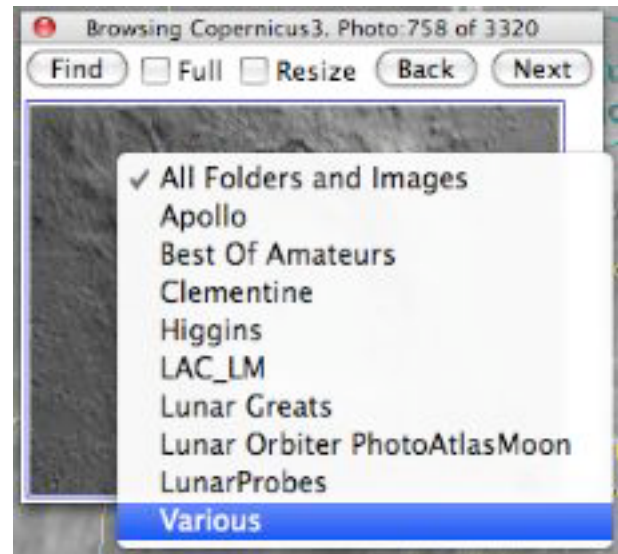 Browsing Copernicus3. Photo:758 of 3320
Find Full Resize Back Next
✓ All Folders and Images
Apollo
Best Of Amateurs
Clementine
Higgins
LAC_LM
Lunar Greats
Lunar Orbiter PhotoAtlasMoon
LunarProbes
Various